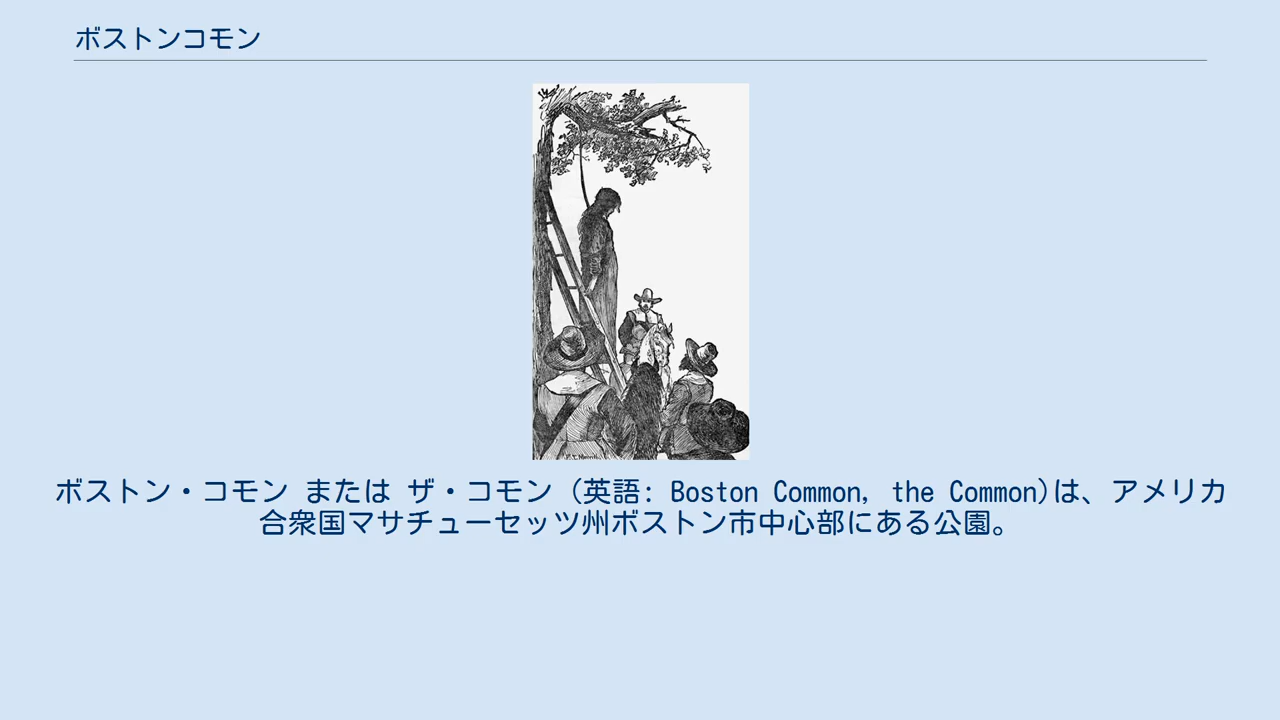 ボストンコモン
ボストン・コモン または ザ・コモン (英語: Boston Common, the Common)は、アメリカ
合衆国マサチューセッツ州ボストン市中心部にある公園。